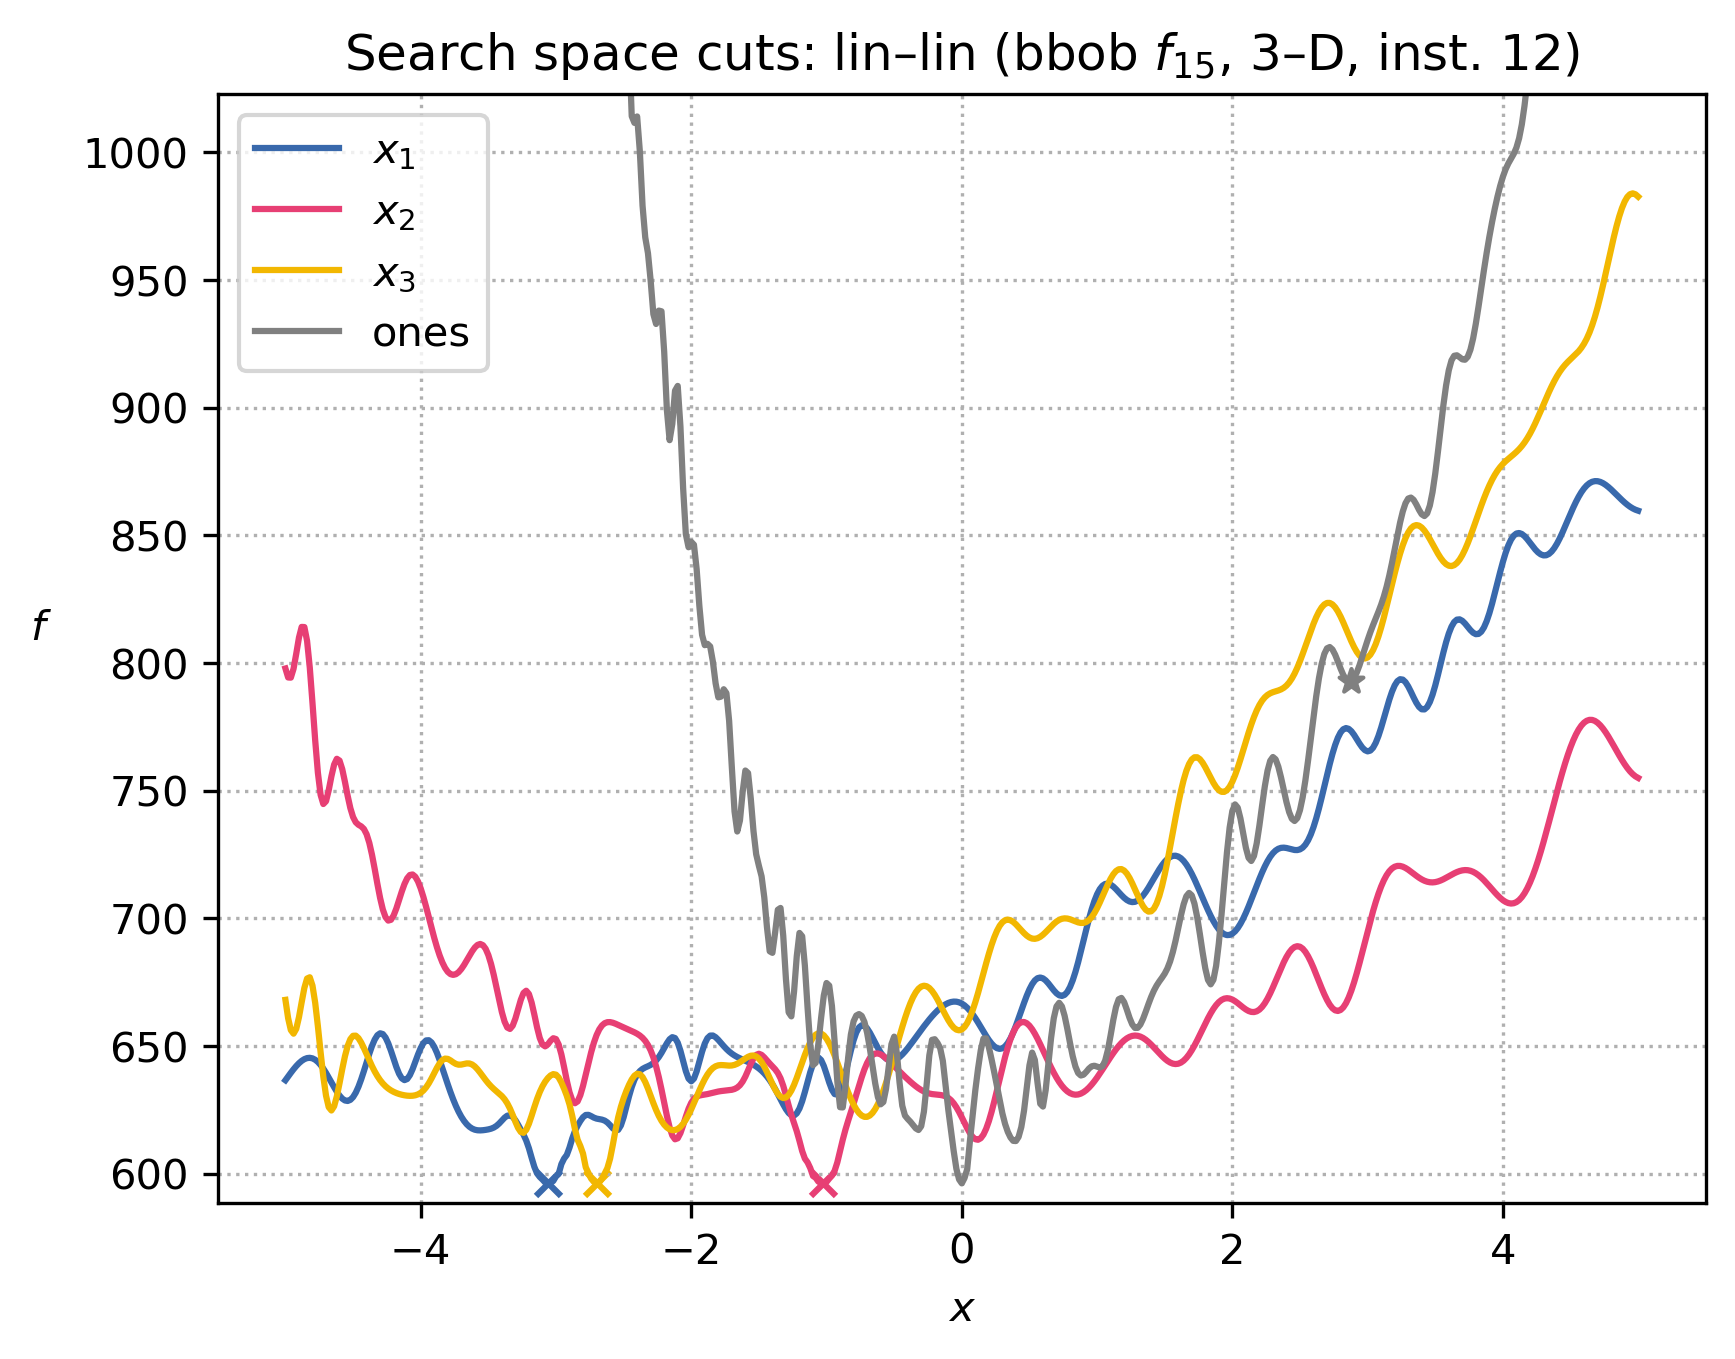 Search space cuts: lin–lin (bbob f₁₅, 3–D, inst. 12)
x₁
x₂
x₃
ones
1000
950
900
850
800
750
700
650
600
f
−4
−2
0
2
4
x